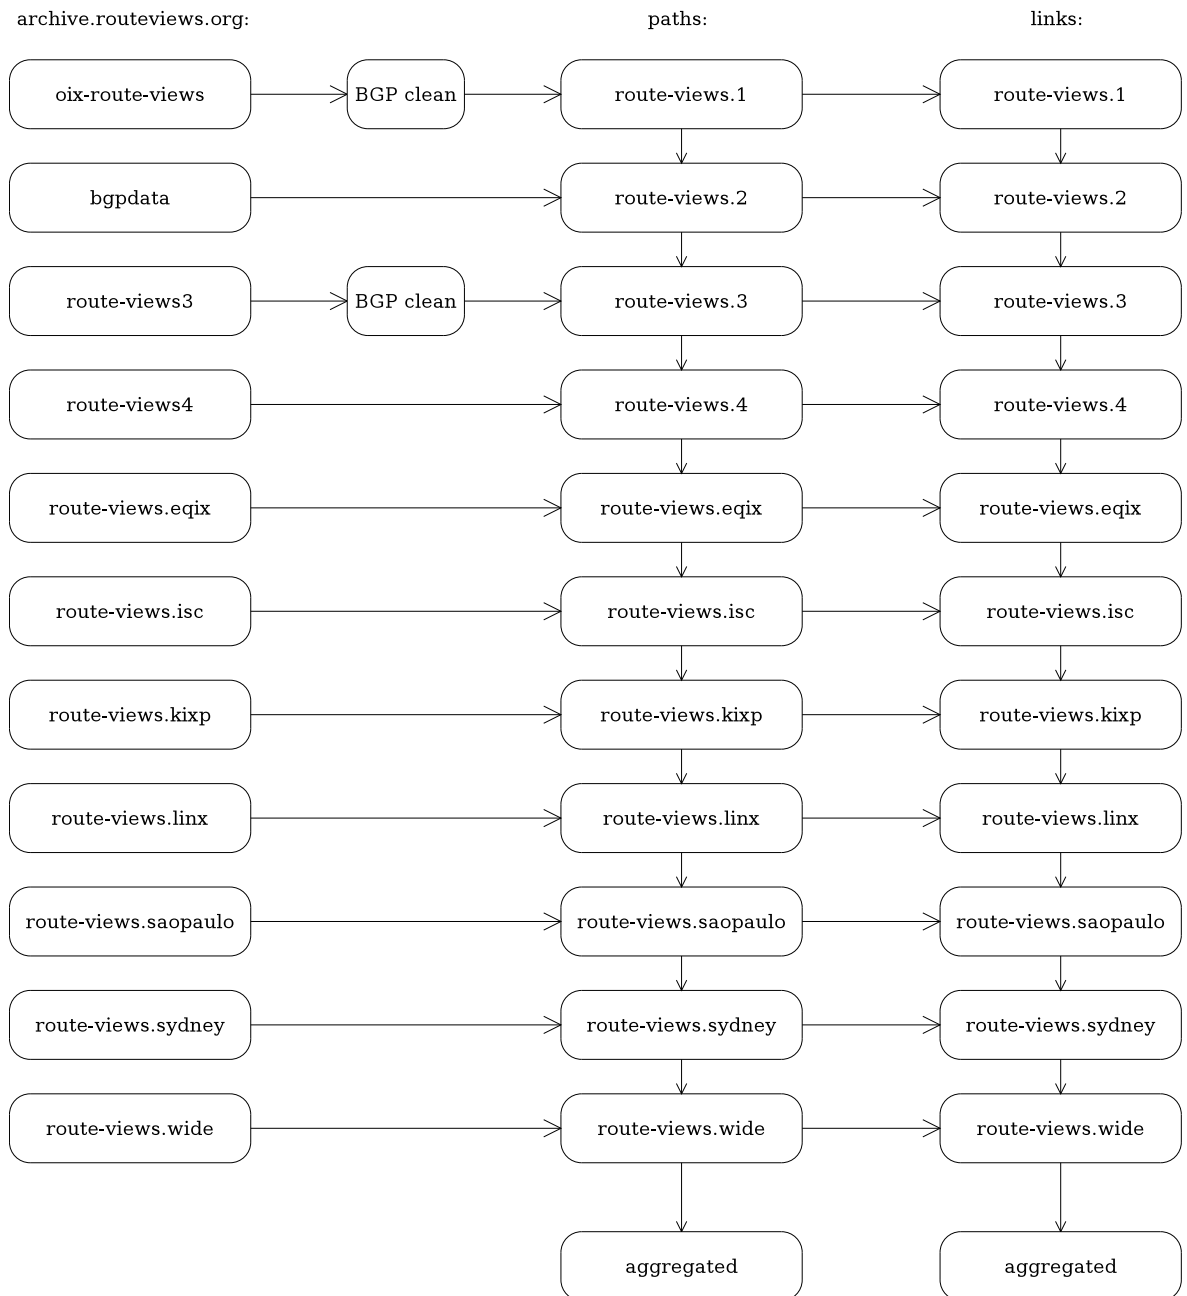 archive.routeviews.org: paths: links:
oix-route-views BGP clean route-views.1 route-views.1
bgpdata route-views.2 route-views.2
route-views3 BGP clean route-views.3 route-views.3
route-views4 route-views.4 route-views.4
route-views.eqix route-views.eqix route-views.eqix
route-views.isc route-views.isc route-views.isc
route-views.kixp route-views.kixp route-views.kixp
route-views.linx route-views.linx route-views.linx
route-views.saopaulo route-views.saopaulo route-views.saopaulo
route-views.sydney route-views.sydney route-views.sydney
route-views.wide route-views.wide route-views.wide
aggregated aggregated